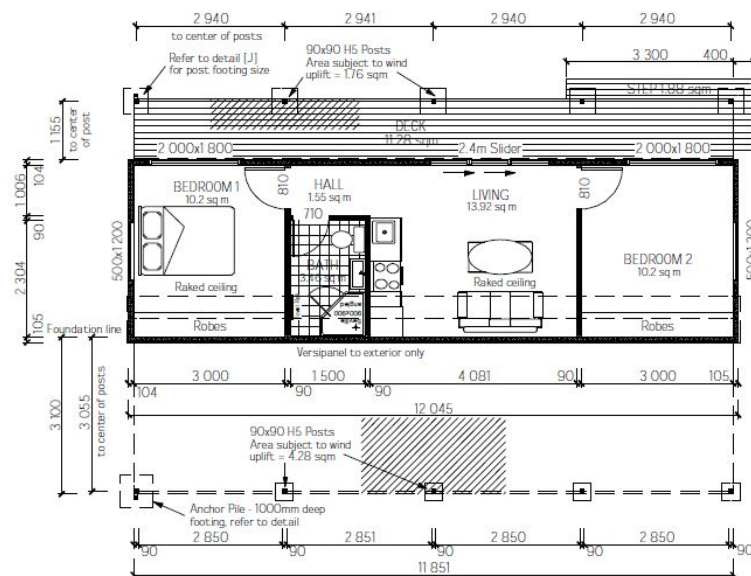 2 940 2 941 2 940 2 940
to center of posts
Refer to detail [J]
for post footing size
90x90 H5 Posts
Area subject to wind
uplift = 1.76 sqm
3 300 400
STEP 1.88 sqm
1 155
to center
of post
DECK
11.28 sq m
2 000x1 800 2.4m Slider 2 000x1 800
1 006
104
90
2 304
105
BEDROOM 1
10.2 sq m
810
HALL
1.55 sq m
710
LIVING
13.92 sq m
810
500x1200
BATH
3.46 sq m
BEDROOM 2
10.2 sq m
Raked ceiling
Raked ceiling
900x900
Foundation line
Robes
Robes
Versipanel to exterior only
3 000 1 500 4 081 90 3 000 105
104 90 90
12 045
3 100
3 055
to center of posts
90x90 H5 Posts
Area subject to wind
uplift = 4.28 sqm
Anchor Pile - 1000mm deep
footing, refer to detail
2 850 2 851 2 850 2 850
90 90 90 90 90
11 851